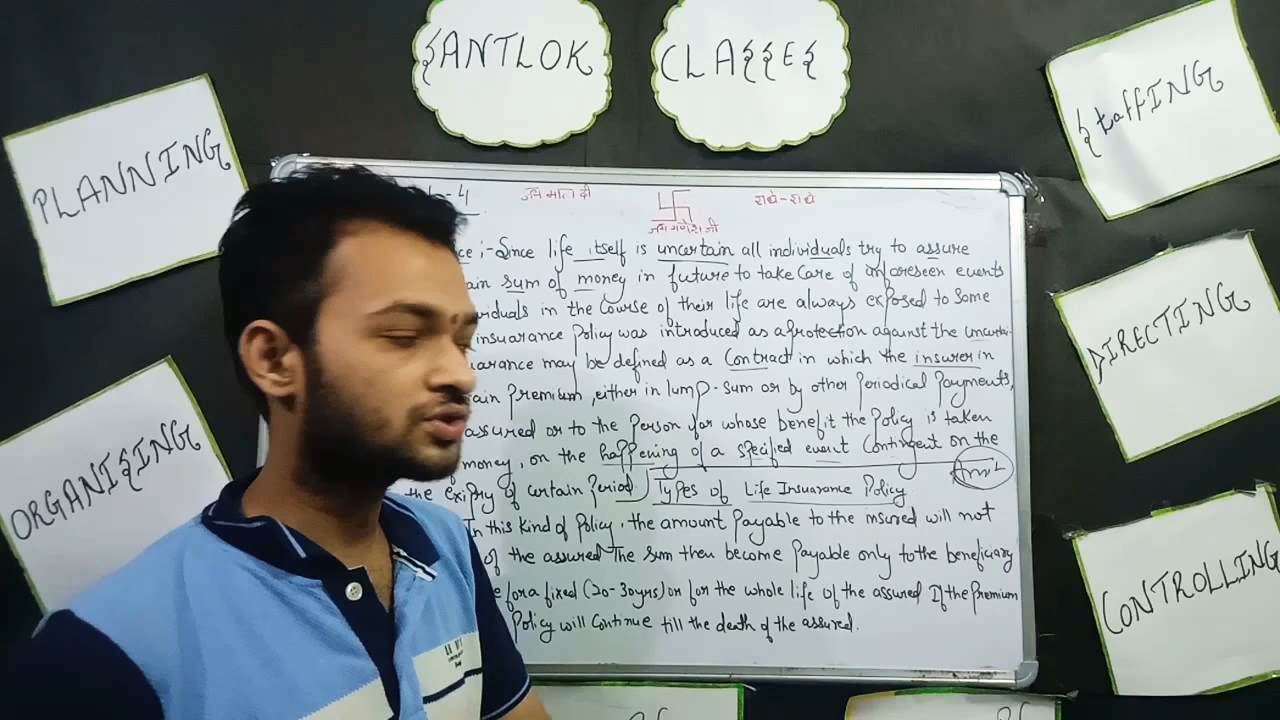 SANTLOK
CLASSES
PLANNING
StaffING
ORGANISING
DIRECTING
CONTROLLING
4
जय माता दी
राधे-राधे
जय गणेश जी
ce :- Since life itself is uncertain all individuals try to assure
ain sum of money in future to take Care of unforeseen events
viduals in the Course of their life are always exposed to some
insuarance Policy was introduced as a Protection against the uncertai
urance may be defined as a Contract in which the insurer in
ain Premium, either in lump-sum or by other Periodical Payments,
assured or to the Person for whose benefit the Policy is taken
money, on the happening of a specified event Contingent on the
the exipry of certain Period. Types of Life Insuarance Policy
In this Kind of Policy, the amount Payable to the insured will not
of the assured The sum then become Payable only to the beneficiary
for a fixed (20-30yrs) or for the whole life of the assured If the Premium
Policy will Continue till the death of the assured.